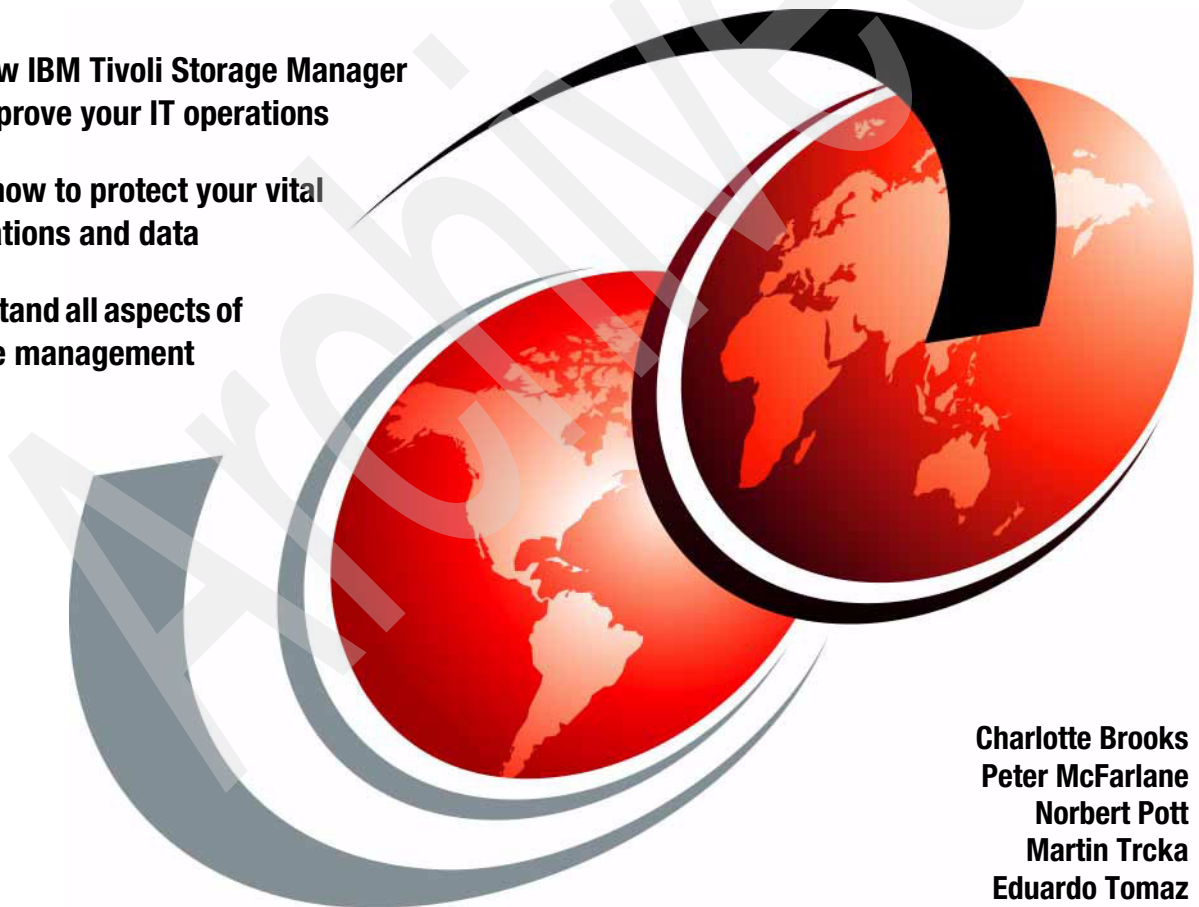 w IBM Tivoli Storage Manager
prove your IT operations
how to protect your vital
ations and data
tand all aspects of
e management
Archive
Charlotte Brooks
Peter McFarlane
Norbert Pott
Martin Trcka
Eduardo Tomaz